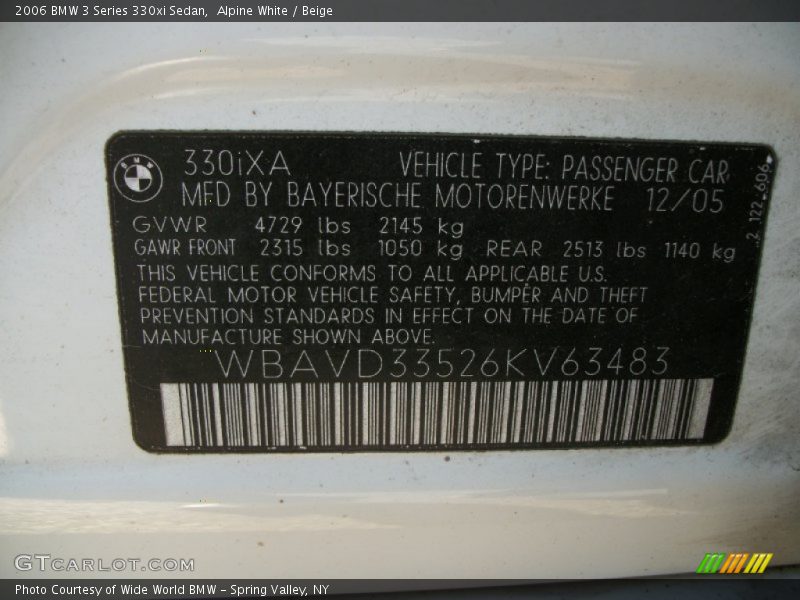 2006 BMW 3 Series 330xi Sedan,  Alpine White / Beige
BMW
330iXA VEHICLE TYPE: PASSENGER CAR
MFD BY BAYERISCHE MOTORENWERKE 12/05
GVWR 4729 lbs 2145 kg
GAWR FRONT 2315 lbs 1050 kg REAR 2513 lbs 1140 kg
THIS VEHICLE CONFORMS TO ALL APPLICABLE U.S.
FEDERAL MOTOR VEHICLE SAFETY, BUMPER AND THEFT
PREVENTION STANDARDS IN EFFECT ON THE DATE OF
MANUFACTURE SHOWN ABOVE.
WBAVD33526KV63483
2 122 606
GTCARLOT.COM
Photo Courtesy of Wide World BMW – Spring Valley, NY